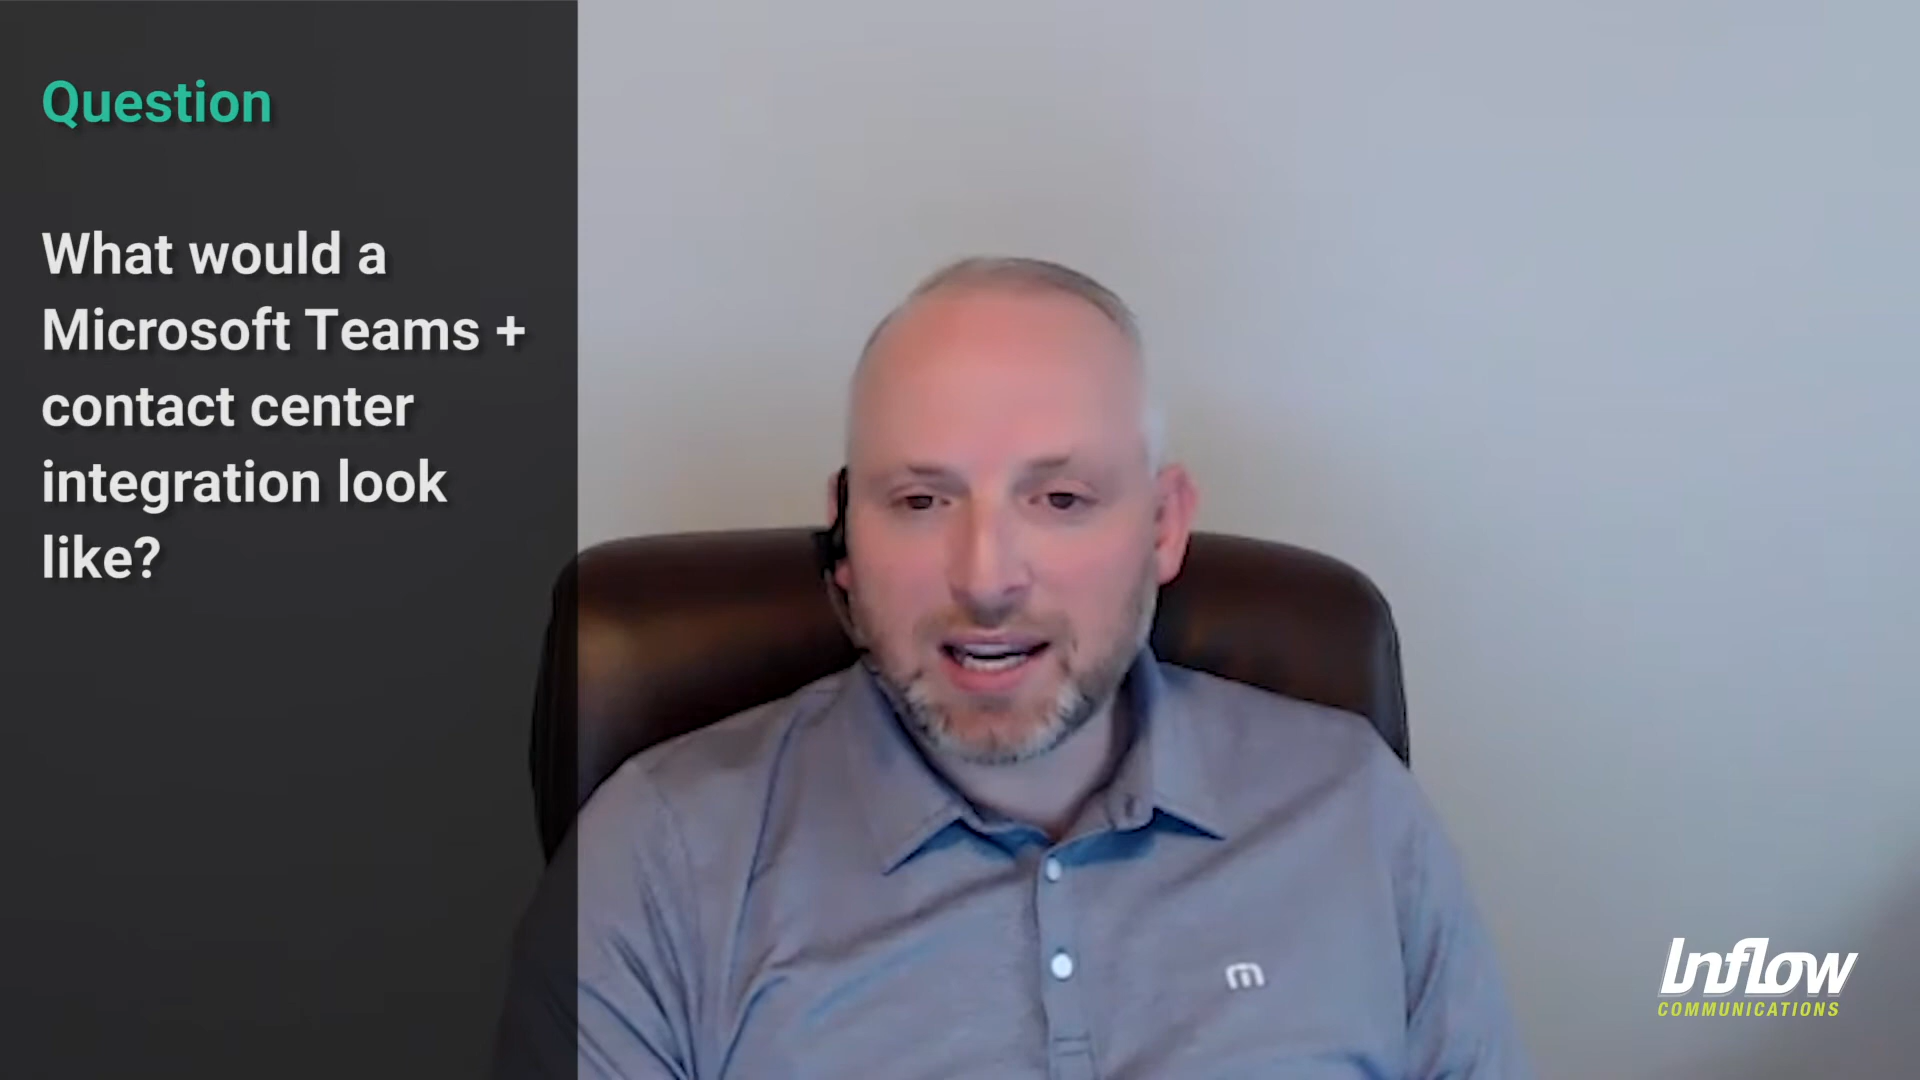 Question
What would a
Microsoft Teams +
contact center
integration look
like?
Inflow
COMMUNICATIONS